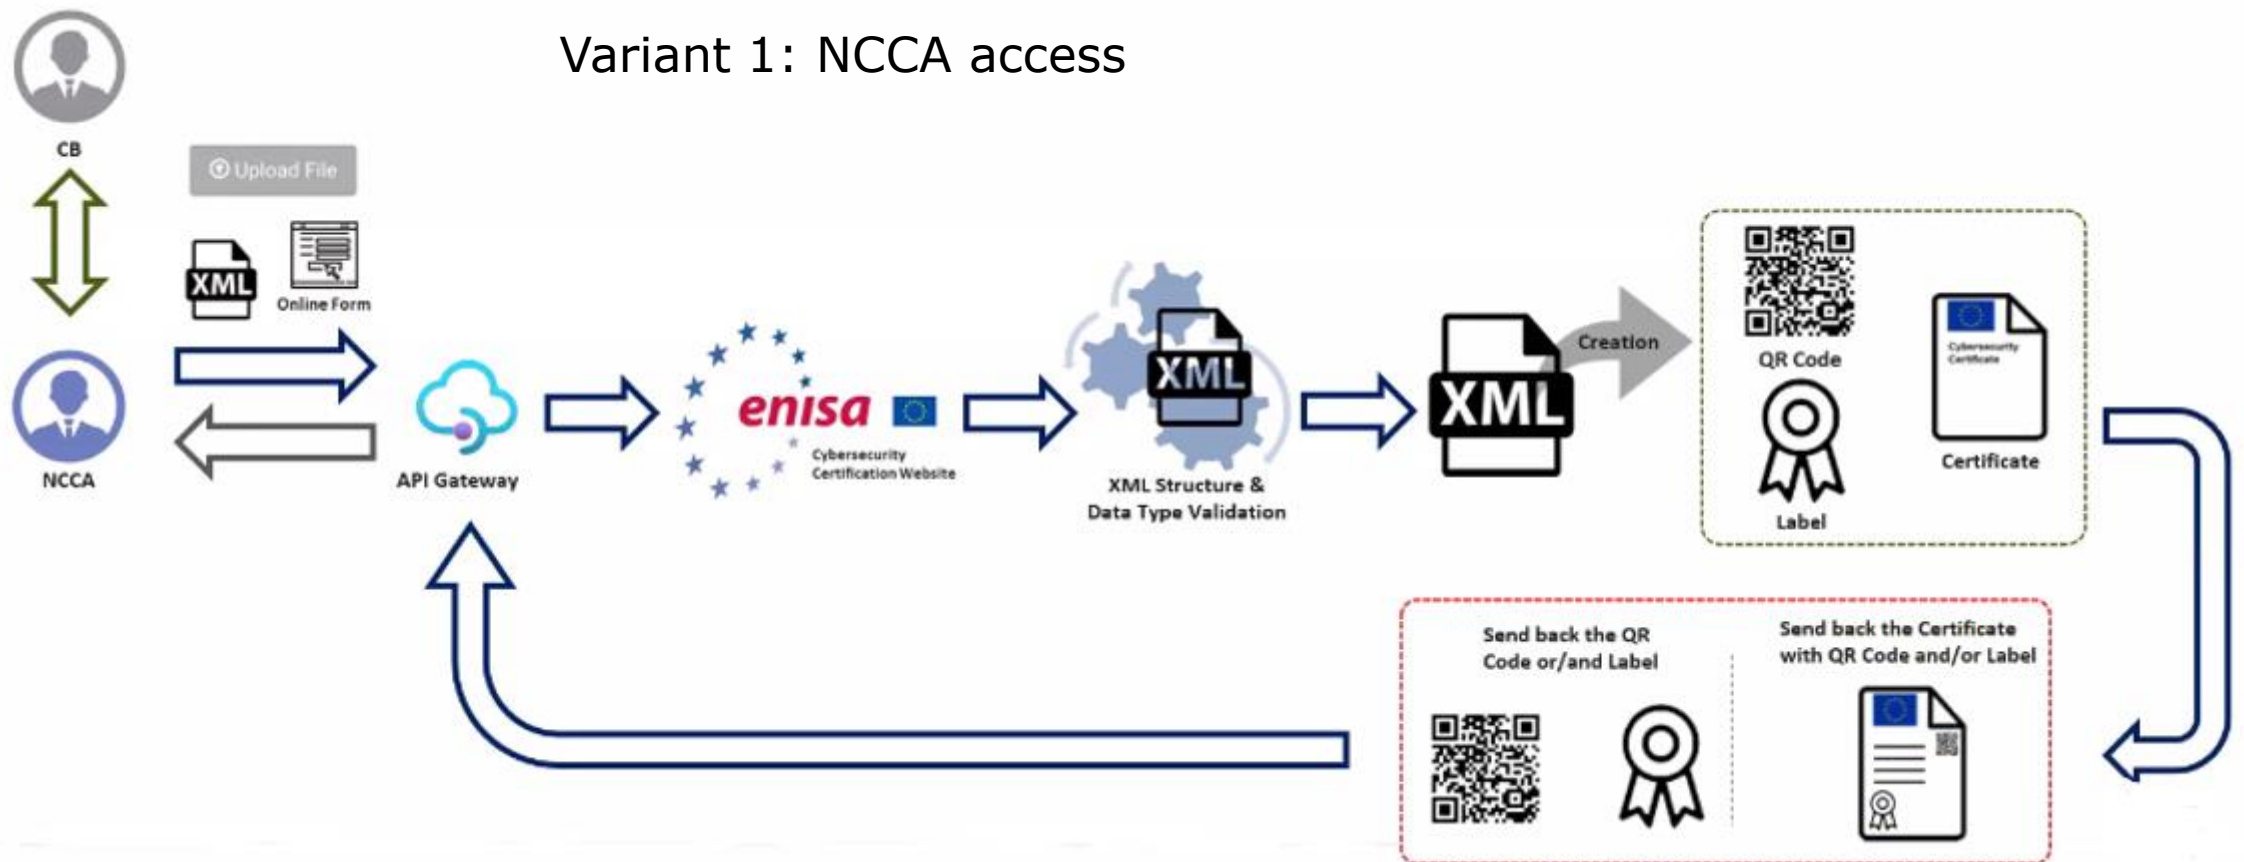 Variant 1: NCCA access
CB
Upload File
XML
Online Form
NCCA
API Gateway
enisa
Cybersecurity
Certification Website
XML
XML Structure &
Data Type Validation
XML
Creation
QR Code
Label
Cybersecurity
Certificate
Certificate
Send back the QR
Code or/and Label
Send back the Certificate
with QR Code and/or Label